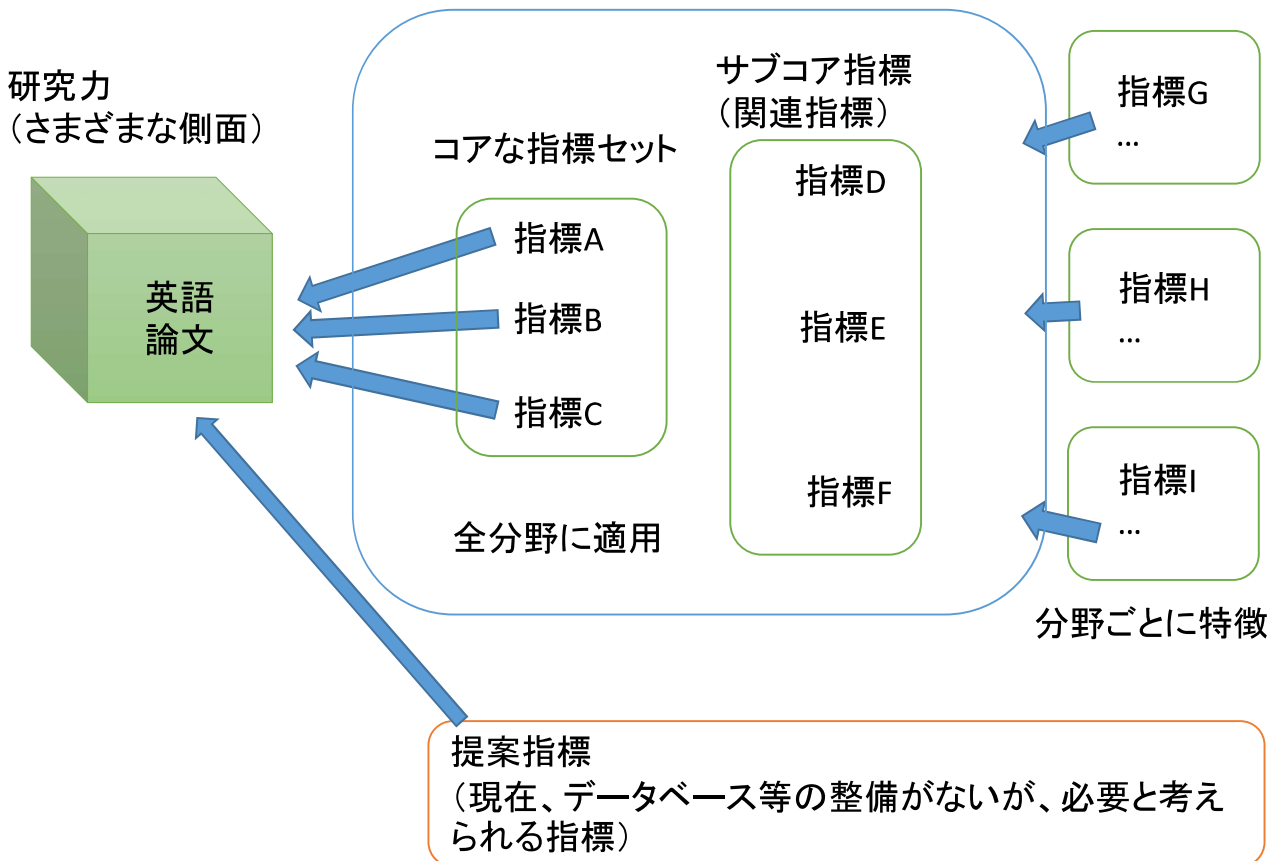 研究力
（さまざまな側面）
英語
論文
コアな指標セット
指標A
指標B
指標C
全分野に適用
サブコア指標
（関連指標）
指標D
指標E
指標F
指標G
…
指標H
…
指標I
…
分野ごとに特徴
提案指標
（現在、データベース等の整備がないが、必要と考え
られる指標）